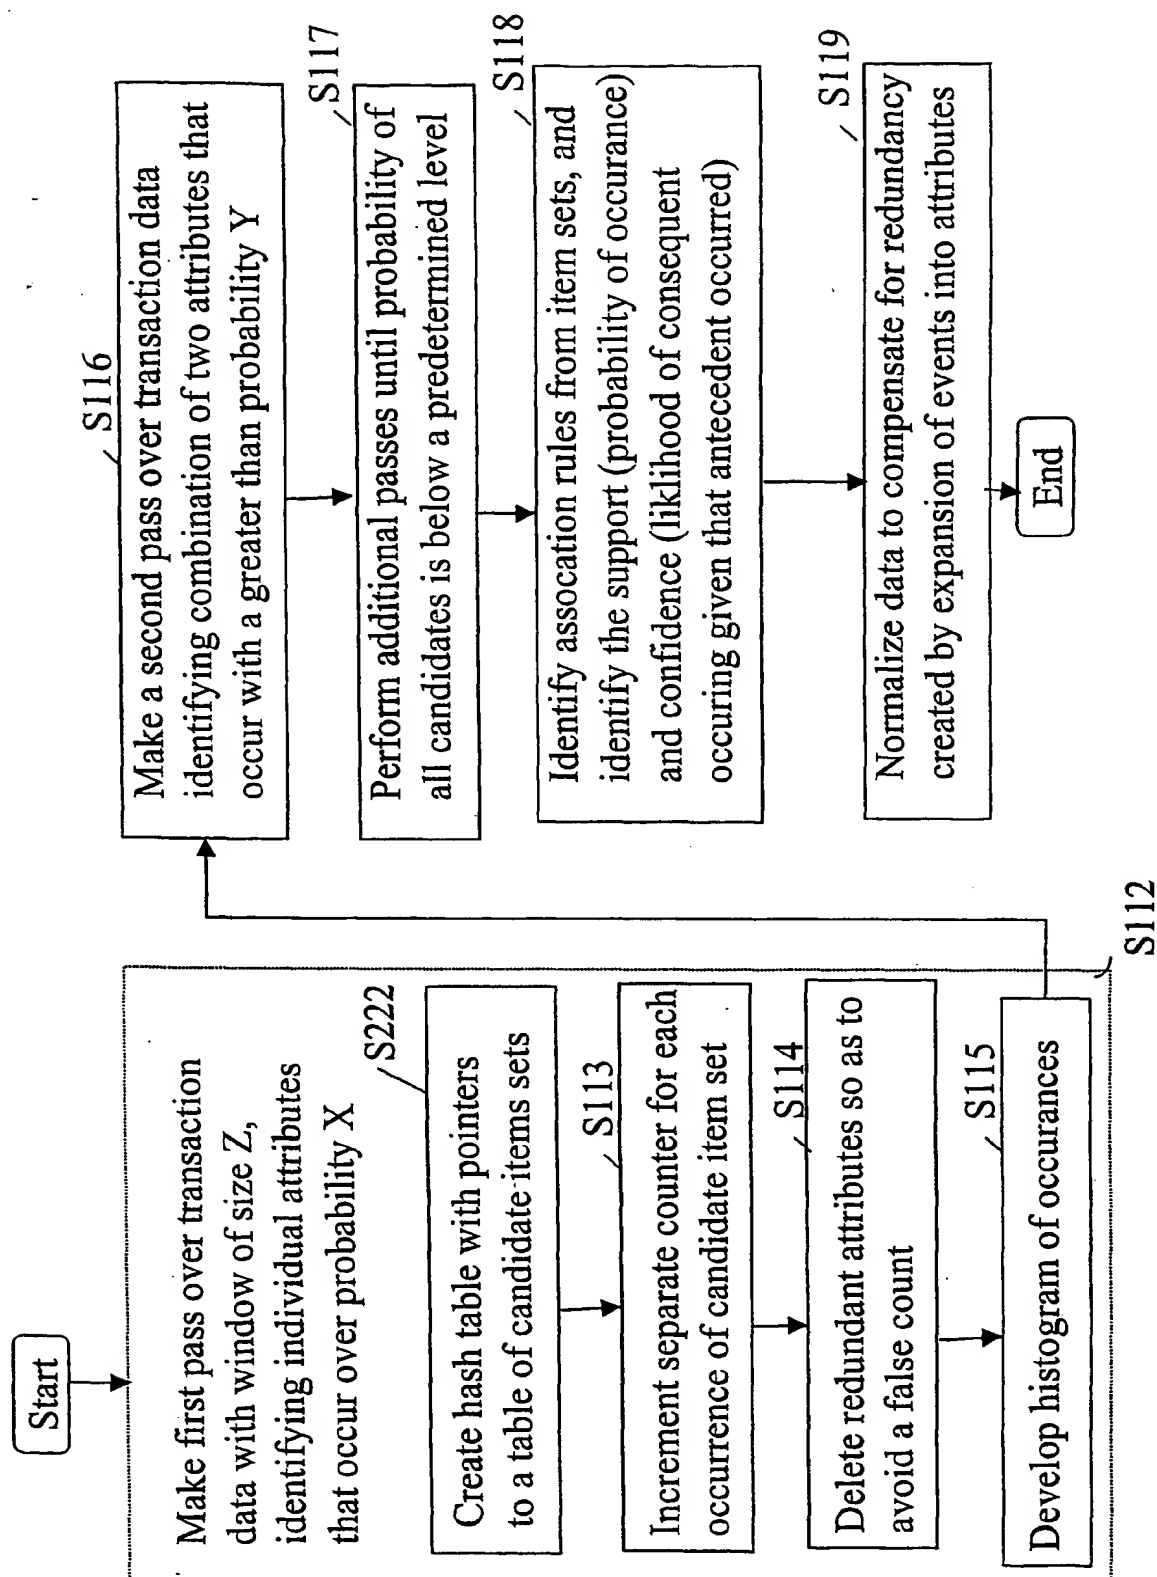 Start
Make first pass over transaction
data with window of size Z,
identifying individual attributes
that occur over probability X
S222
Create hash table with pointers
to a table of candidate items sets
S113
Increment separate counter for each
occurrence of candidate item set
S114
Delete redundant attributes so as to
avoid a false count
S115
Develop histogram of occurances
S112
S116
Make a second pass over transaction data
identifying combination of two attributes that
occur with a greater than probability Y
S117
Perform additional passes until probability of
all candidates is below a predetermined level
S118
Identify assocation rules from item sets, and
identify the support (probability of occurance)
and confidence (liklihood of consequent
occuring given that antecedent occurred)
S119
Normalize data to compensate for redundancy
created by expansion of events into attributes
End